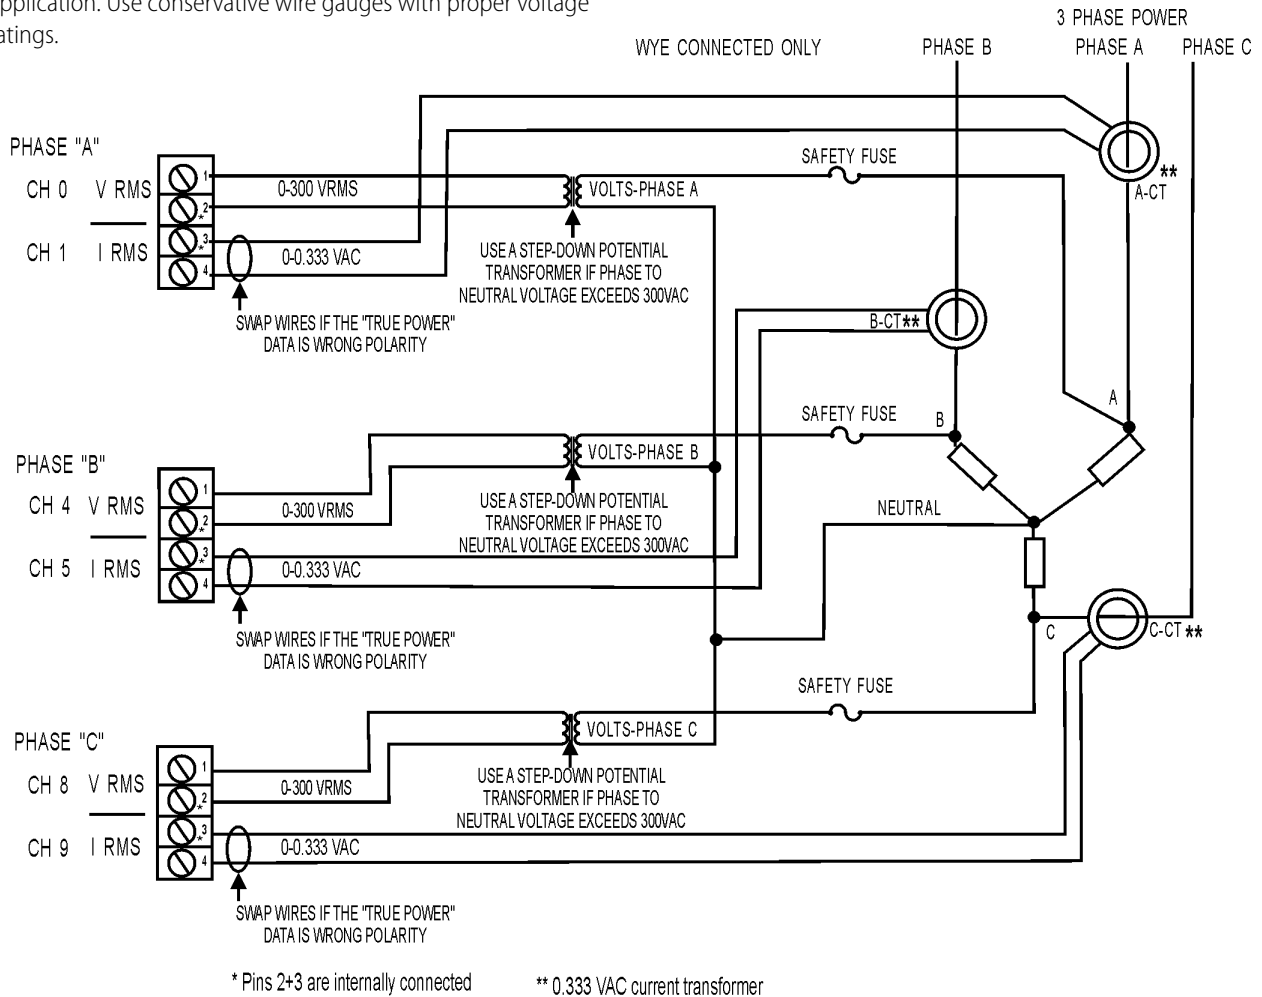 pplication. Use conservative wire gauges with proper voltage
atings.
3 PHASE POWER
WYE CONNECTED ONLY
PHASE B
PHASE A
PHASE C
PHASE "A"
CH 0 V RMS
CH 1 I RMS
1
2
*
3
*
4
0-300 VRMS
0-0.333 VAC
VOLTS-PHASE A
SAFETY FUSE
**
A-CT
USE A STEP-DOWN POTENTIAL
TRANSFORMER IF PHASE TO
NEUTRAL VOLTAGE EXCEEDS 300VAC
SWAP WIRES IF THE "TRUE POWER"
DATA IS WRONG POLARITY
B-CT**
A
PHASE "B"
CH 4 V RMS
CH 5 I RMS
1
2
*
3
*
4
0-300 VRMS
0-0.333 VAC
VOLTS-PHASE B
SAFETY FUSE
B
USE A STEP-DOWN POTENTIAL
TRANSFORMER IF PHASE TO
NEUTRAL VOLTAGE EXCEEDS 300VAC
NEUTRAL
SWAP WIRES IF THE "TRUE POWER"
DATA IS WRONG POLARITY
C
C-CT **
PHASE "C"
CH 8 V RMS
CH 9 I RMS
1
2
*
3
*
4
0-300 VRMS
0-0.333 VAC
VOLTS-PHASE C
SAFETY FUSE
USE A STEP-DOWN POTENTIAL
TRANSFORMER IF PHASE TO
NEUTRAL VOLTAGE EXCEEDS 300VAC
SWAP WIRES IF THE "TRUE POWER"
DATA IS WRONG POLARITY
* Pins 2+3 are internally connected
** 0.333 VAC current transformer